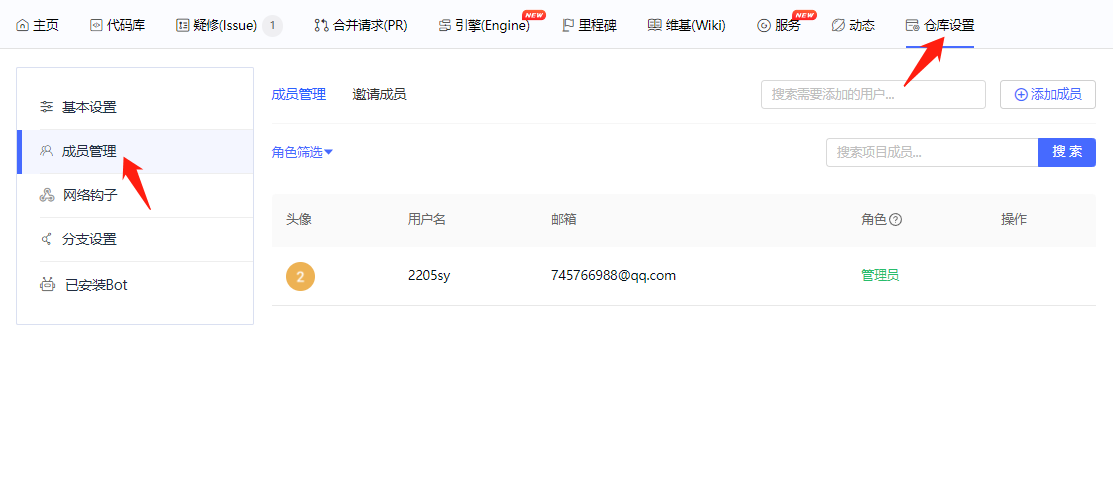 主页 代码库 疑修(Issue) 1 合并请求(PR) 引擎(Engine) NEW 里程碑 维基(Wiki) 服务 NEW 动态 仓库设置
基本设置
成员管理
网络钩子
分支设置
已安装Bot
成员管理 邀请成员 搜索需要添加的用户... 添加成员
角色筛选 搜索项目成员... 搜 索
头像 用户名 邮箱 角色 操作
2 2205sy 745766988@qq.com 管理员